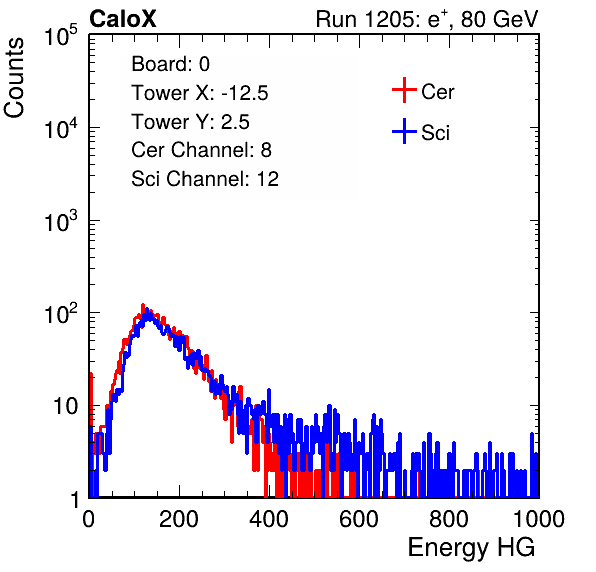 CaloX Run 1205: e⁺, 80 GeV
Counts
Board: 0
Tower X: -12.5
Tower Y: 2.5
Cer Channel: 8
Sci Channel: 12
Cer
Sci
10⁵
10⁴
10³
10²
10
1
0 200 400 600 800 1000
Energy HG